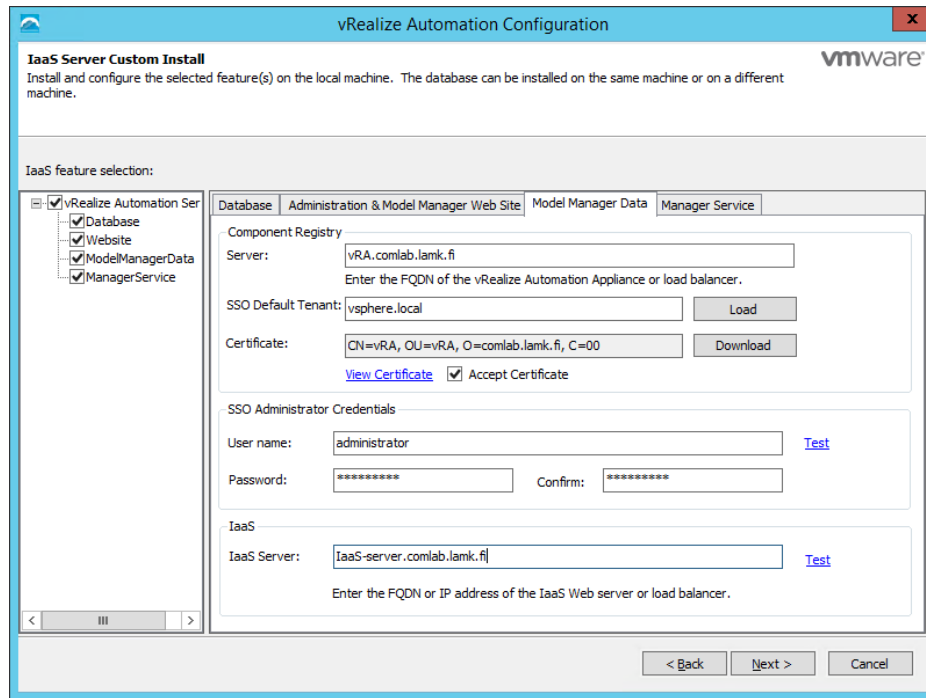 vRealize Automation Configuration
x
IaaS Server Custom Install
Install and configure the selected feature(s) on the local machine. The database can be installed on the same machine or on a different
machine.
vmware
IaaS feature selection:
vRealize Automation Ser
Database
Website
ModelManagerData
ManagerService
Database
Administration & Model Manager Web Site
Model Manager Data
Manager Service
Component Registry
Server:
vRA.comlab.lamk.fi
Enter the FQDN of the vRealize Automation Appliance or load balancer.
SSO Default Tenant:
vsphere.local
Load
Certificate:
CN=vRA, OU=vRA, O=comlab.lamk.fi, C=00
Download
View Certificate
Accept Certificate
SSO Administrator Credentials
User name:
administrator
Test
Password:
*********
Confirm:
*********
IaaS
IaaS Server:
IaaS-server.comlab.lamk.fi
Test
Enter the FQDN or IP address of the IaaS Web server or load balancer.
< Back
Next >
Cancel